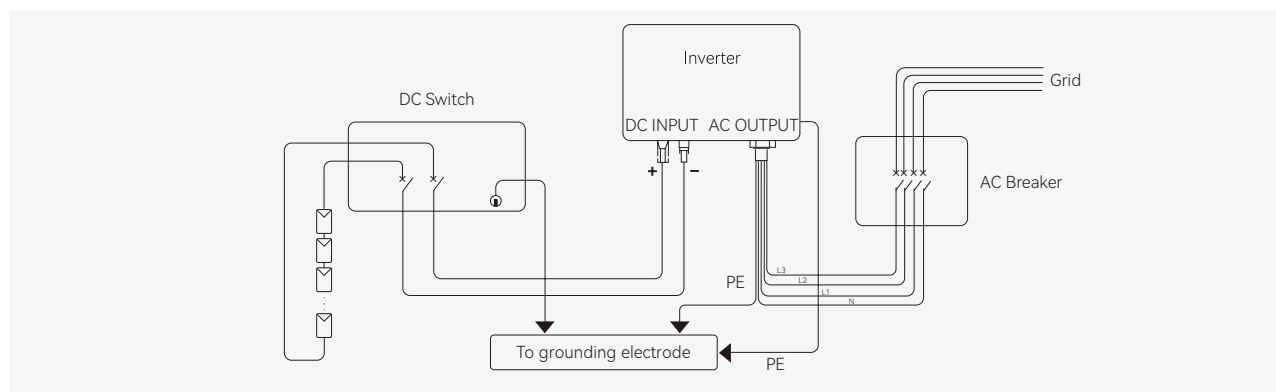 Inverter
Grid
DC Switch
DC INPUT AC OUTPUT
+ −
AC Breaker
L3
L2
PE
L1
N
To grounding electrode
PE